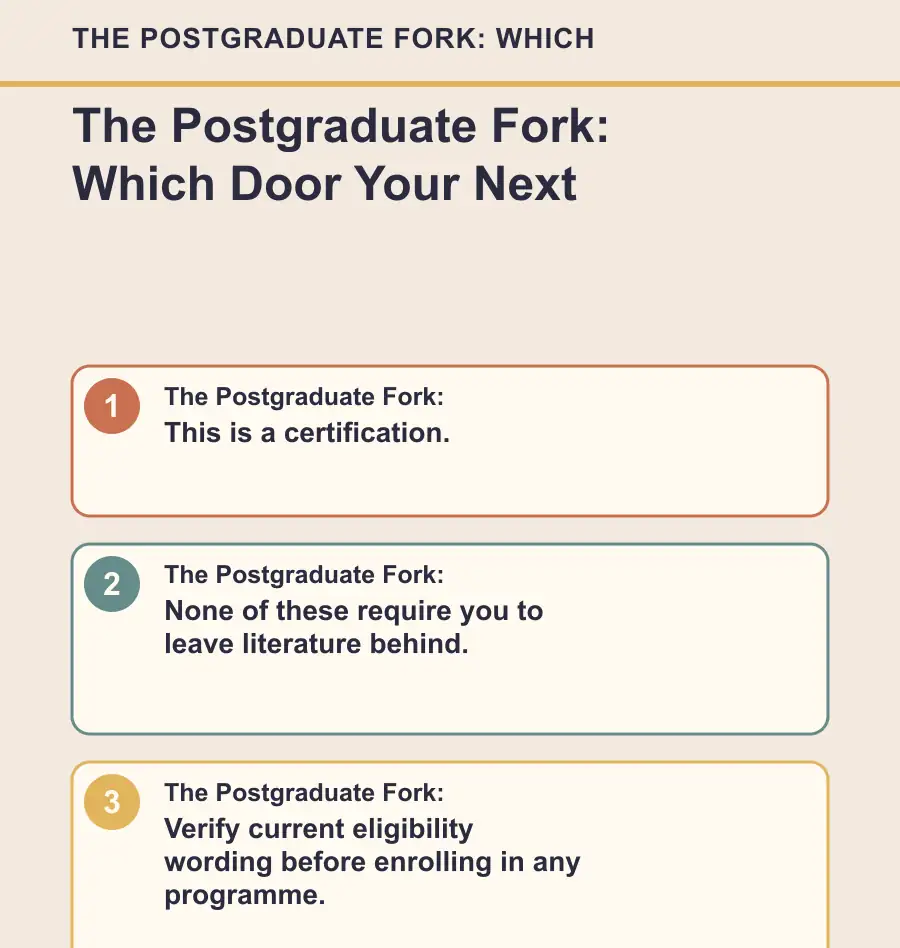 THE POSTGRADUATE FORK: WHICH
The Postgraduate Fork:
Which Door Your Next
1
The Postgraduate Fork:
This is a certification.
2
The Postgraduate Fork:
None of these require you to
leave literature behind.
3
The Postgraduate Fork:
Verify current eligibility
wording before enrolling in any
programme.